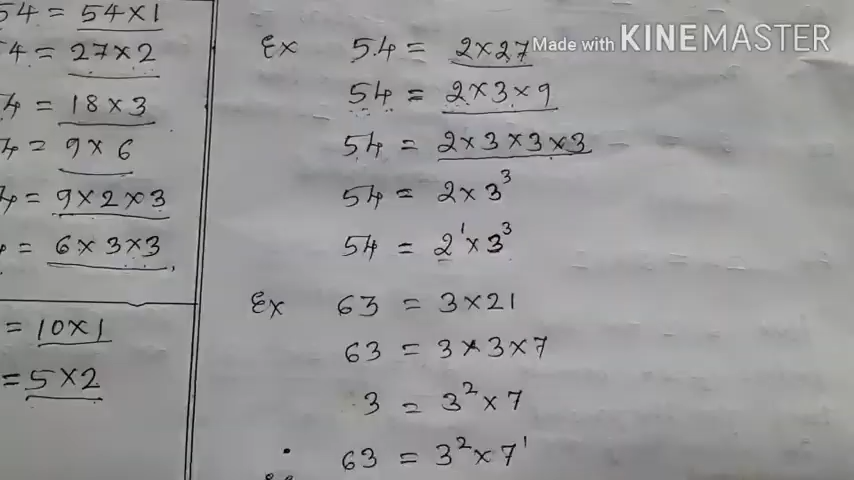 54 = 54×1
4 = 27×2
4 = 18×3
4 = 9×6
4 = 9×2×3
= 6×3×3
= 10×1
= 5×2
Ex 54 = 2×27
54 = 2×3×9
54 = 2×3×3×3
54 = 2×3³
54 = 2¹×3³
Ex 63 = 3×21
63 = 3×3×7
3 = 3²×7
63 = 3²×7¹
Made with KINEMASTER